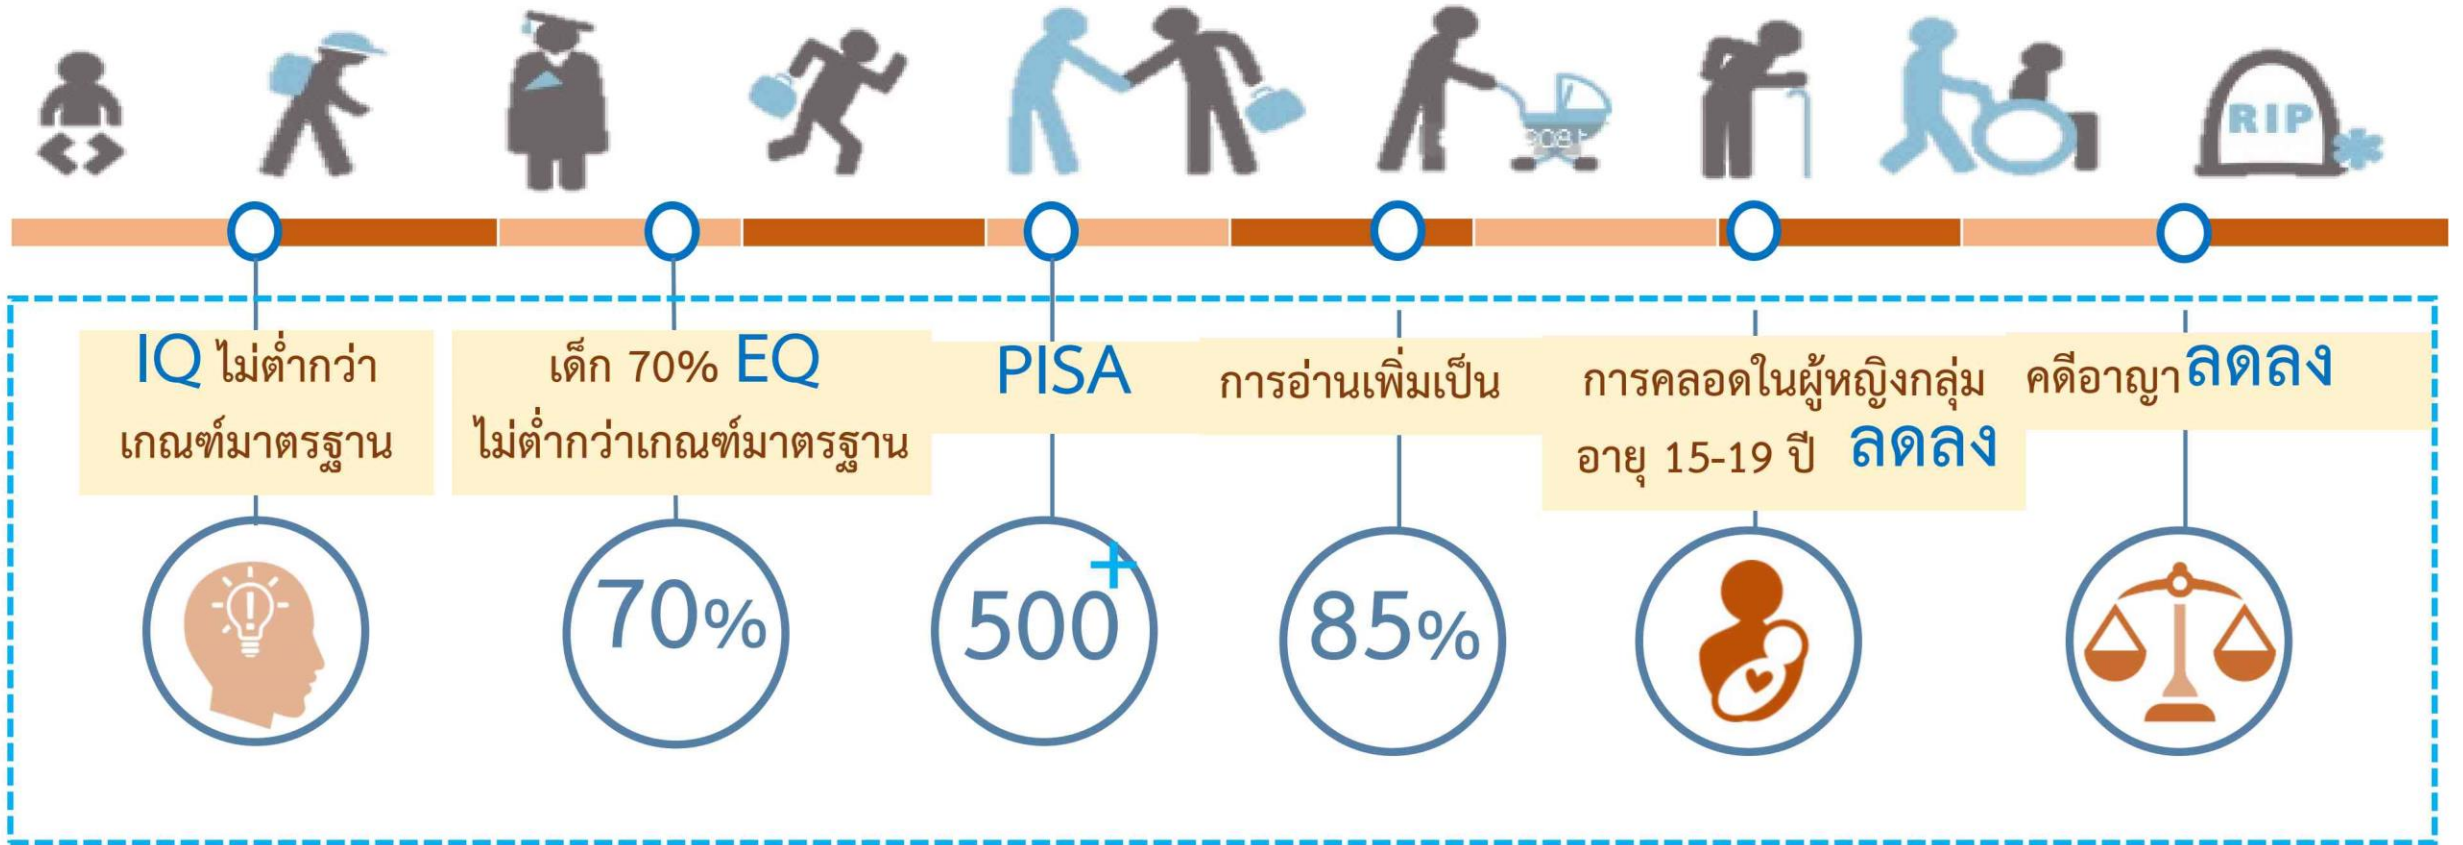 RIP
IQ ไม่ต่ำกว่า
เกณฑ์มาตรฐาน
เด็ก 70% EQ
ไม่ต่ำกว่าเกณฑ์มาตรฐาน
PISA
การอ่านเพิ่มเป็น
การคลอดในผู้หญิงกลุ่ม
อายุ 15-19 ปี ลดลง
คดีอาญาลดลง
70%
500+
85%